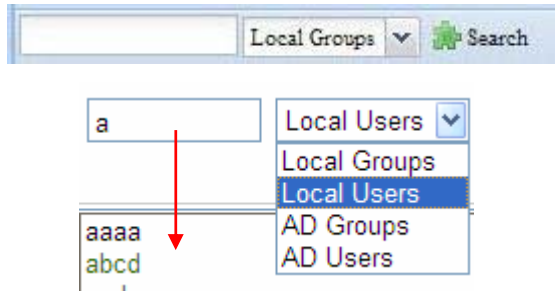 Local Groups Search
a Local Users
Local Groups
Local Users
AD Groups
AD Users
aaaa
abcd